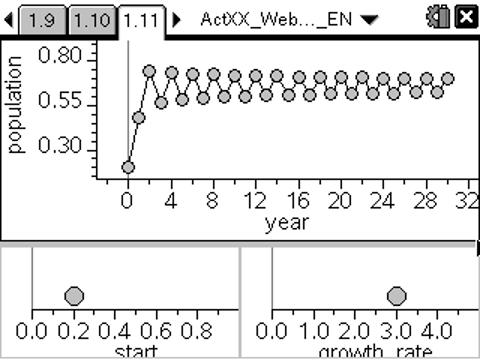 1.9 1.10 1.11 ActXX_Web..._EN
population
0.80
0.55
0.30
0 4 8 12 16 20 24 28 32
year
0.0 0.2 0.4 0.6 0.8
start
0.0 1.0 2.0 3.0 4.0
growth_rate